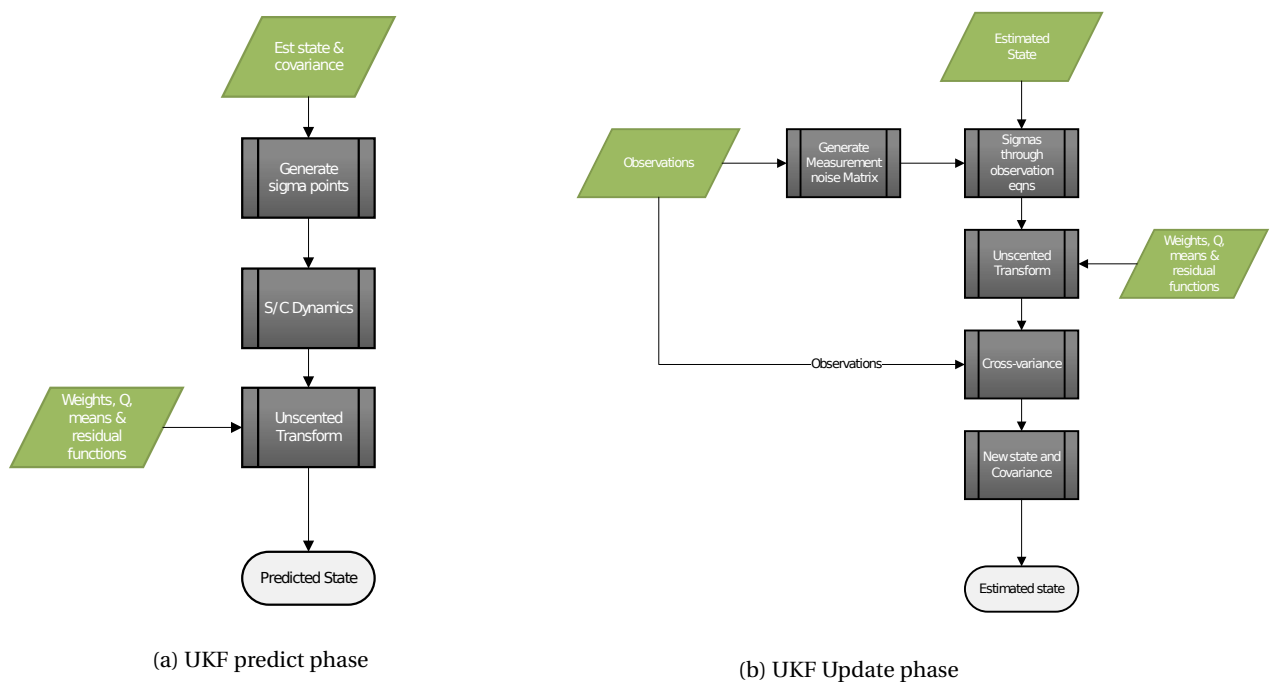 Est state &
covariance
Generate
sigma points
S/C Dynamics
Weights, Q,
means &
residual
functions
Unscented
Transform
Predicted State
(a) UKF predict phase
Estimated
State
Observations
Generate
Measurement
noise Matrix
Sigmas
through
observation
eqns
Unscented
Transform
Weights, Q,
means &
residual
functions
Observations
Cross-variance
New state and
Covariance
Estimated state
(b) UKF Update phase